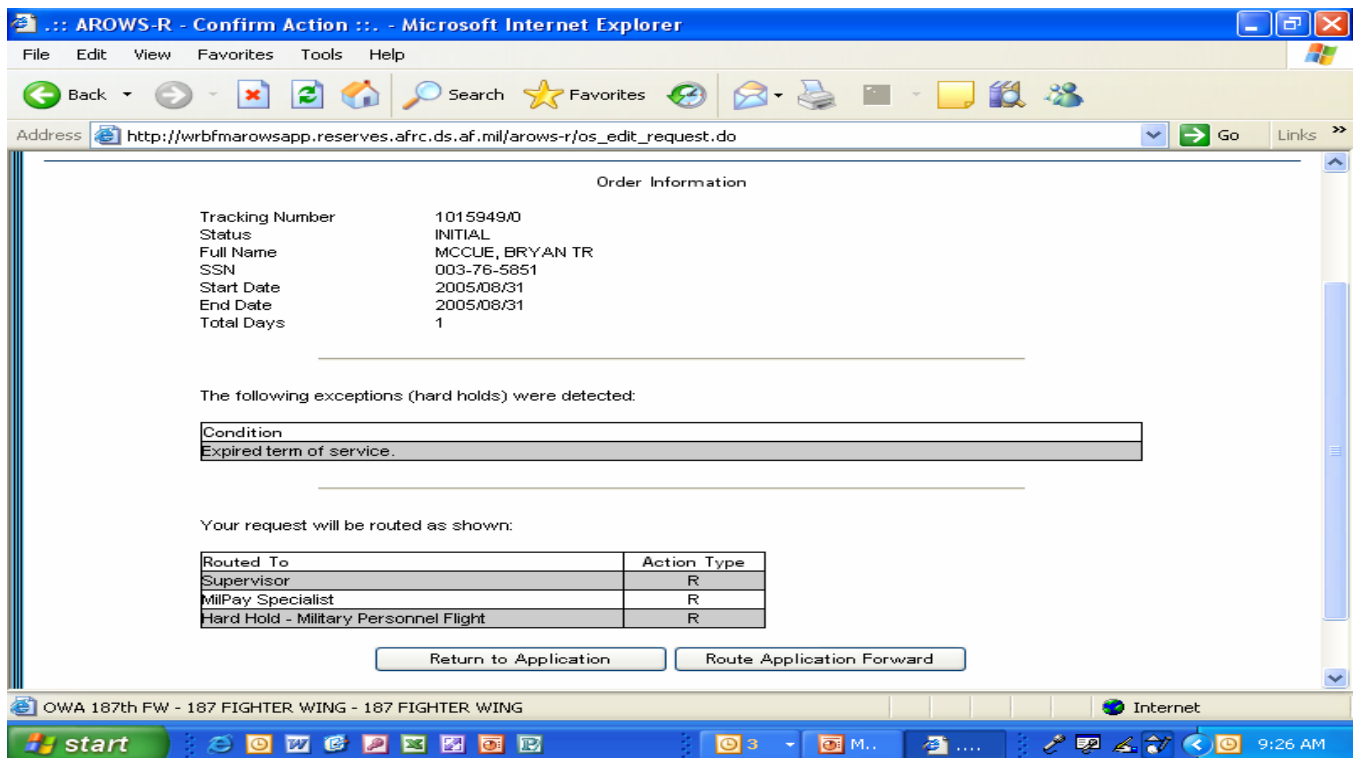 .:: AROWS-R - Confirm Action ::. - Microsoft Internet Explorer
File Edit View Favorites Tools Help
Back Search Favorites
Address http://wrbfmarowsapp.reserves.afrc.ds.af.mil/arows-r/os_edit_request.do Go Links »
Order Information
Tracking Number 1015949/0
Status INITIAL
Full Name MCCUE, BRYAN TR
SSN 003-76-5851
Start Date 2005/08/31
End Date 2005/08/31
Total Days 1
The following exceptions (hard holds) were detected:
Condition
Expired term of service.
Your request will be routed as shown:
Routed To Action Type
Supervisor R
MilPay Specialist R
Hard Hold - Military Personnel Flight R
Return to Application Route Application Forward
OWA 187th FW - 187 FIGHTER WING - 187 FIGHTER WING Internet
start 3 M.. .... 9:26 AM